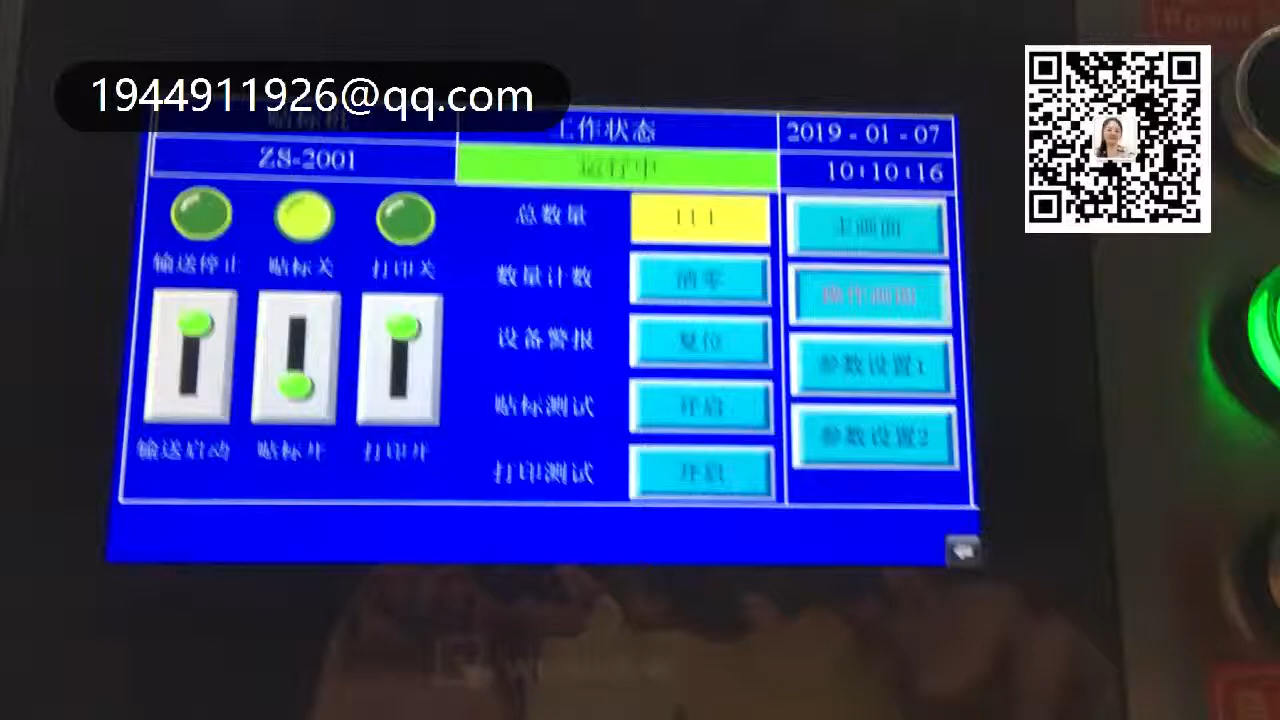 1944911926@qq.com
贴标机
工作状态
2019-01-07
ZS-2001
运行中
10:10:16
总数量
111
主画面
输送停止
贴标关
打印关
数量计数
清零
操作画面
设备警报
复位
参数设置1
贴标测试
开启
参数设置2
输送启动
贴标开
打印开
打印测试
开启
Power